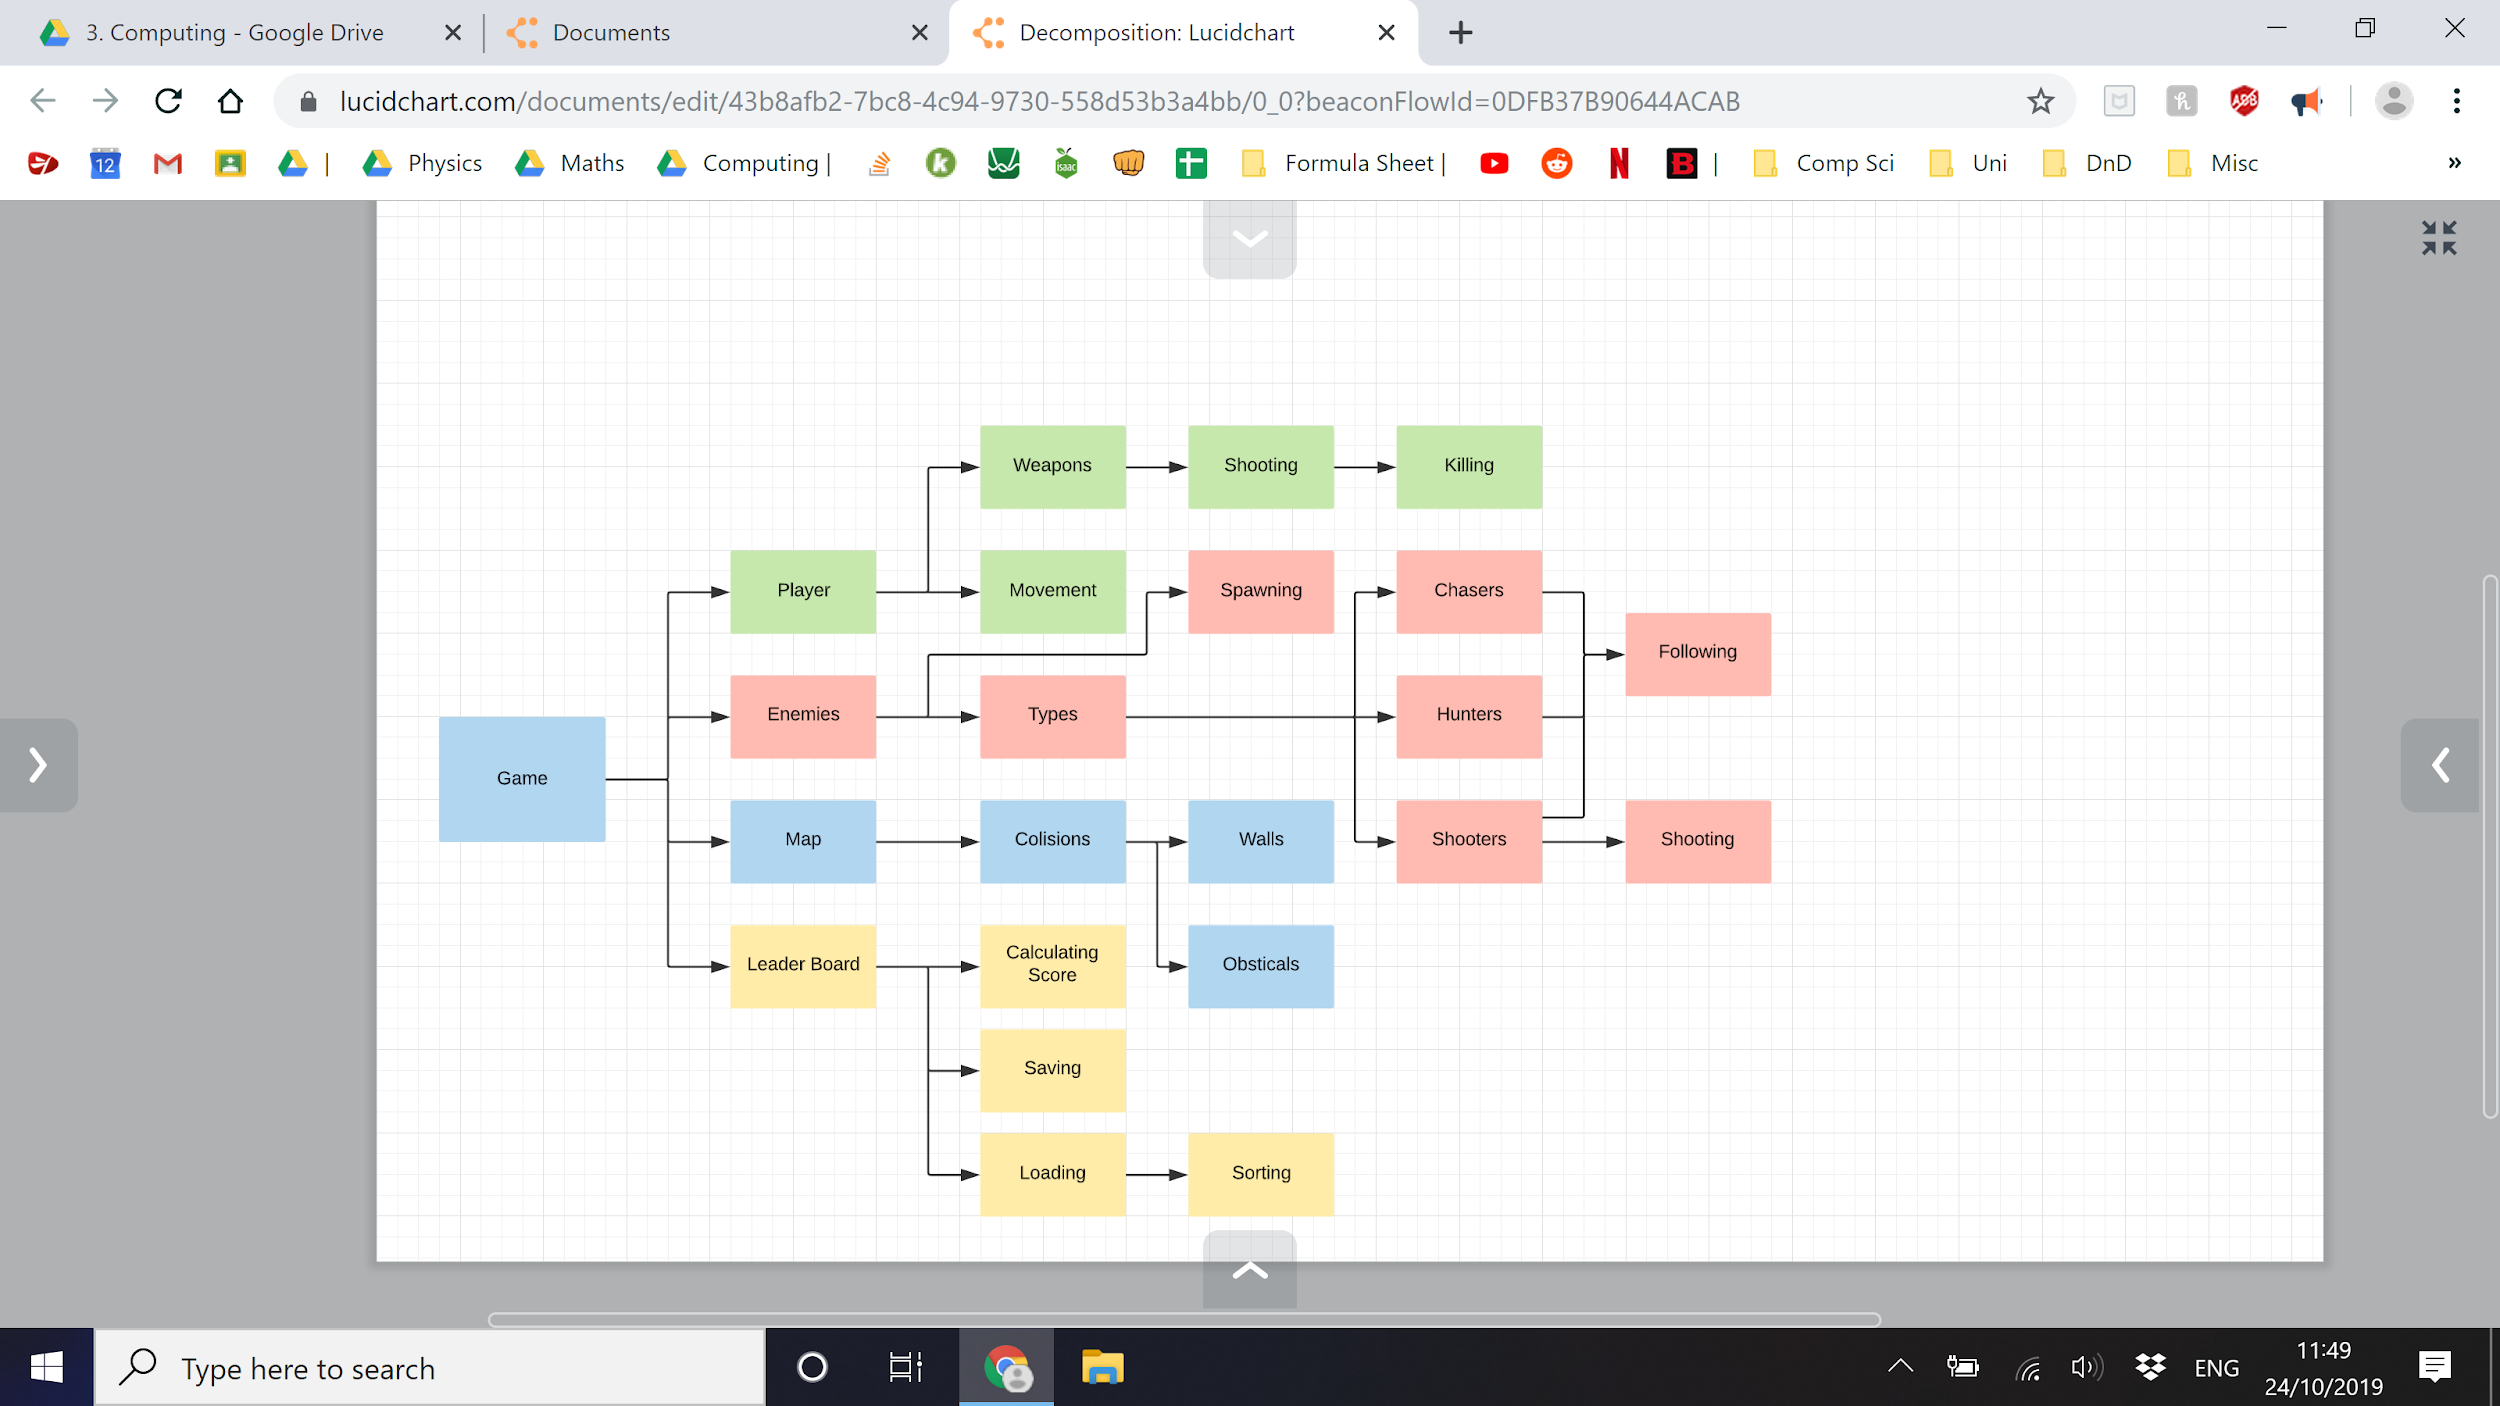 3. Computing - Google Drive
Documents
Decomposition: Lucidchart
lucidchart.com/documents/edit/43b8afb2-7bc8-4c94-9730-558d53b3a4bb/0_0?beaconFlowId=0DFB37B90644ACAB
ABB
12
|
Physics
Maths
Computing |
isaac
Formula Sheet |
N
B
|
Comp Sci
Uni
DnD
Misc
»
Weapons
Shooting
Killing
Player
Movement
Spawning
Chasers
Following
Enemies
Types
Hunters
Game
Map
Colisions
Walls
Shooters
Shooting
Leader Board
Calculating
Score
Obsticals
Saving
Loading
Sorting
Type here to search
ENG
11:49
24/10/2019